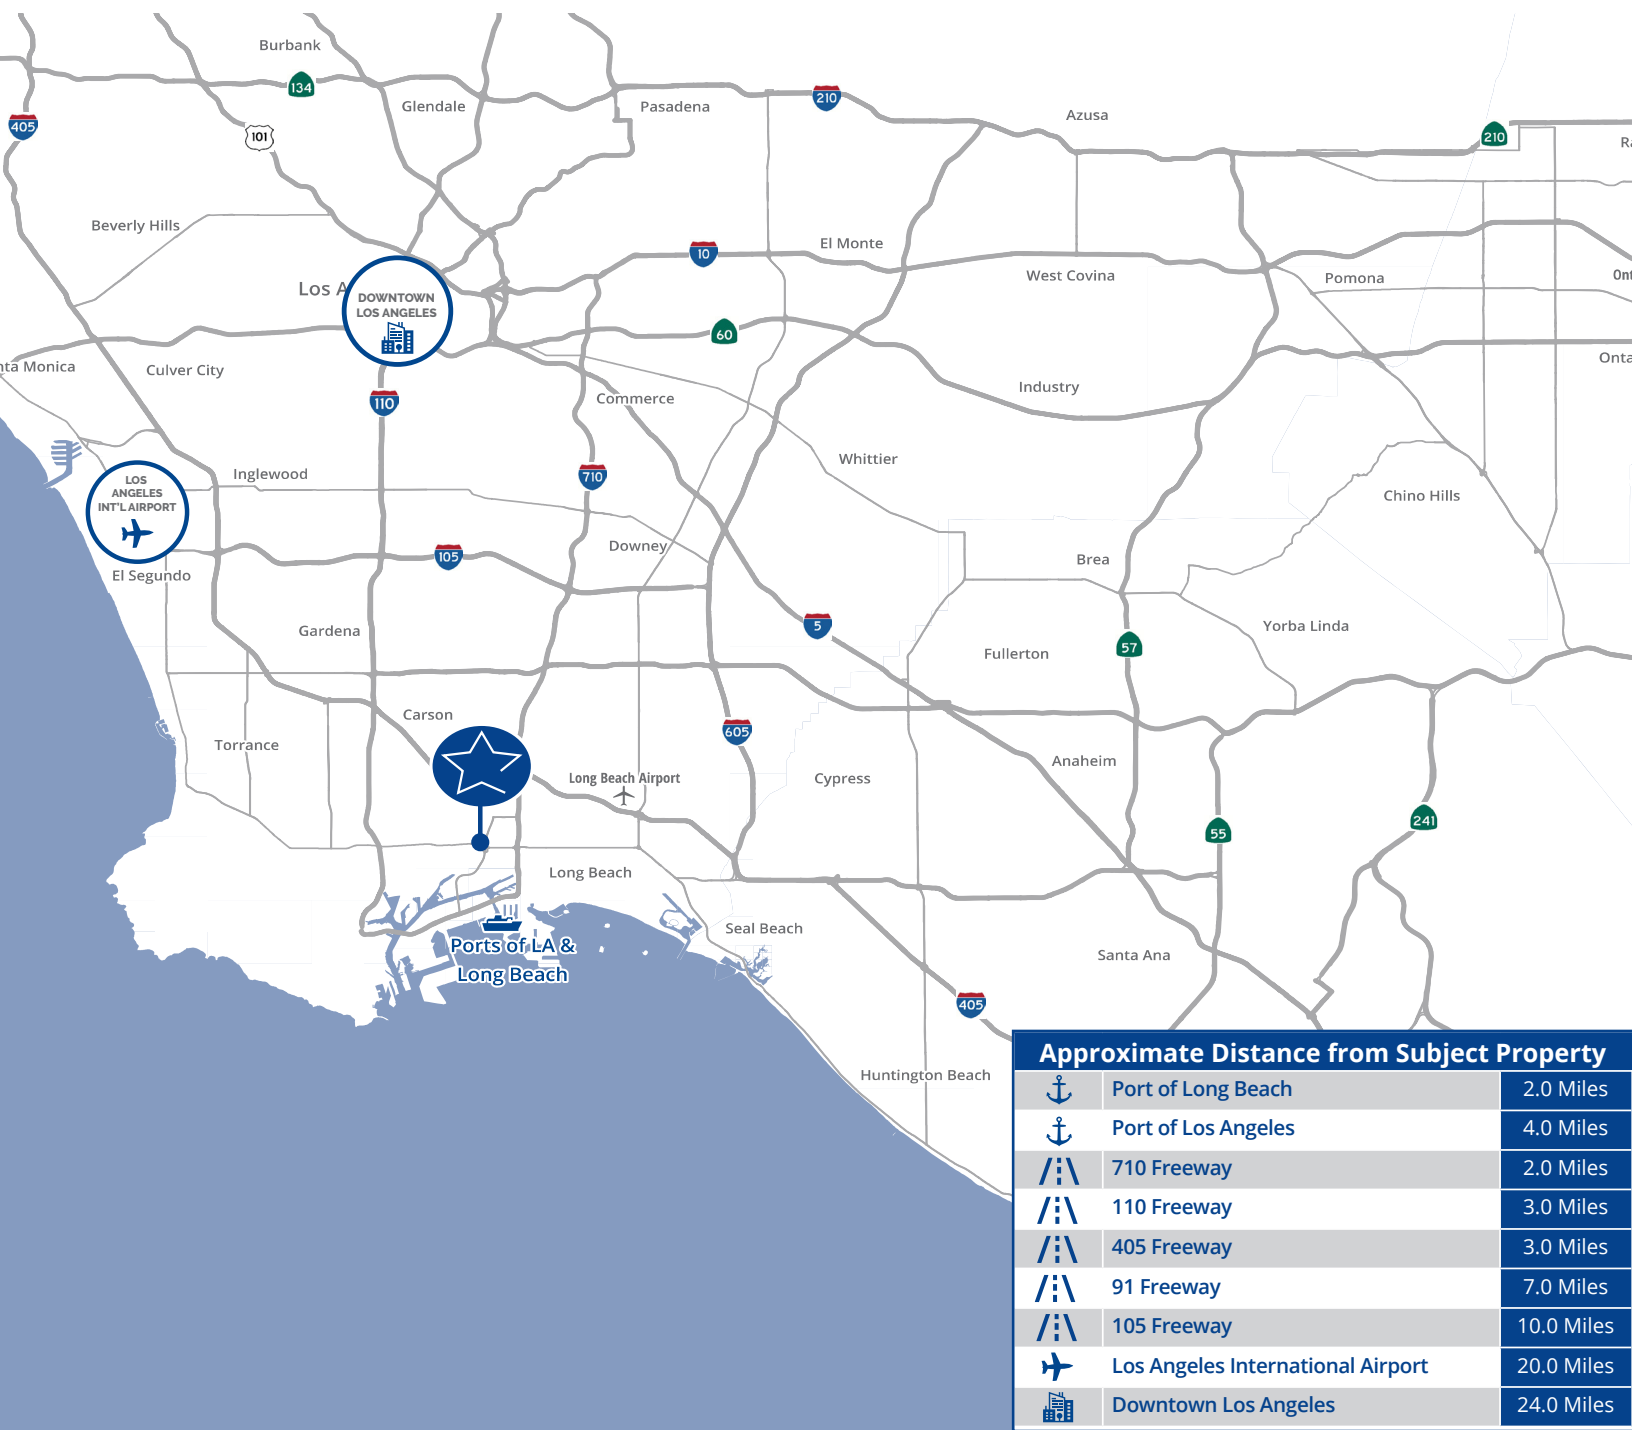 Burbank
134
Glendale
Pasadena
210
Azusa
405
101
210
Ra
Beverly Hills
10
El Monte
West Covina
Pomona
Ont
Los A
DOWNTOWN
LOS ANGELES
60
nta Monica
Culver City
Onta
110
Commerce
Industry
Inglewood
710
Whittier
Chino Hills
LOS
ANGELES
INT'L AIRPORT
105
Downey
Brea
El Segundo
Gardena
5
Yorba Linda
57
Fullerton
Carson
605
Torrance
Long Beach Airport
Cypress
Anaheim
55
241
Long Beach
Seal Beach
Ports of LA &
Long Beach
Santa Ana
405
Huntington Beach
Approximate Distance from Subject Property
Port of Long Beach 2.0 Miles
Port of Los Angeles 4.0 Miles
710 Freeway 2.0 Miles
110 Freeway 3.0 Miles
405 Freeway 3.0 Miles
91 Freeway 7.0 Miles
105 Freeway 10.0 Miles
Los Angeles International Airport 20.0 Miles
Downtown Los Angeles 24.0 Miles